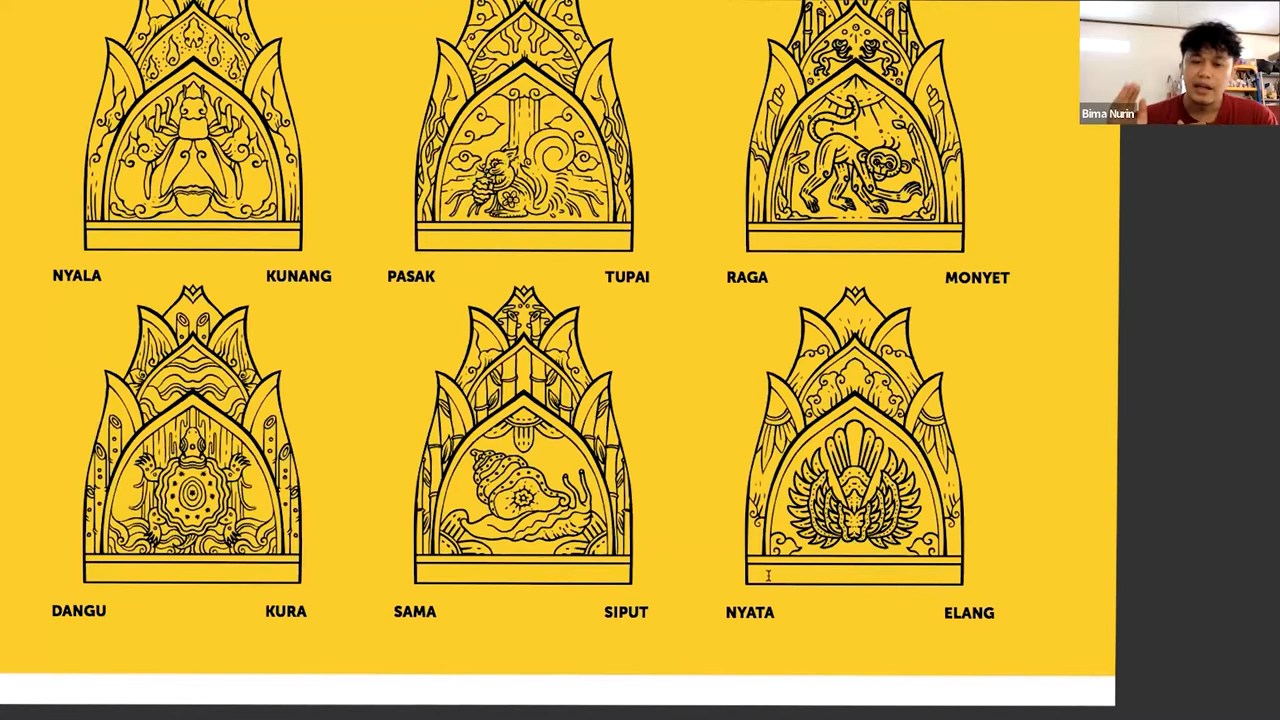 Bima Nurin
NYALA KUNANG PASAK TUPAI RAGA MONYET
DANGU KURA SAMA SIPUT NYATA ELANG